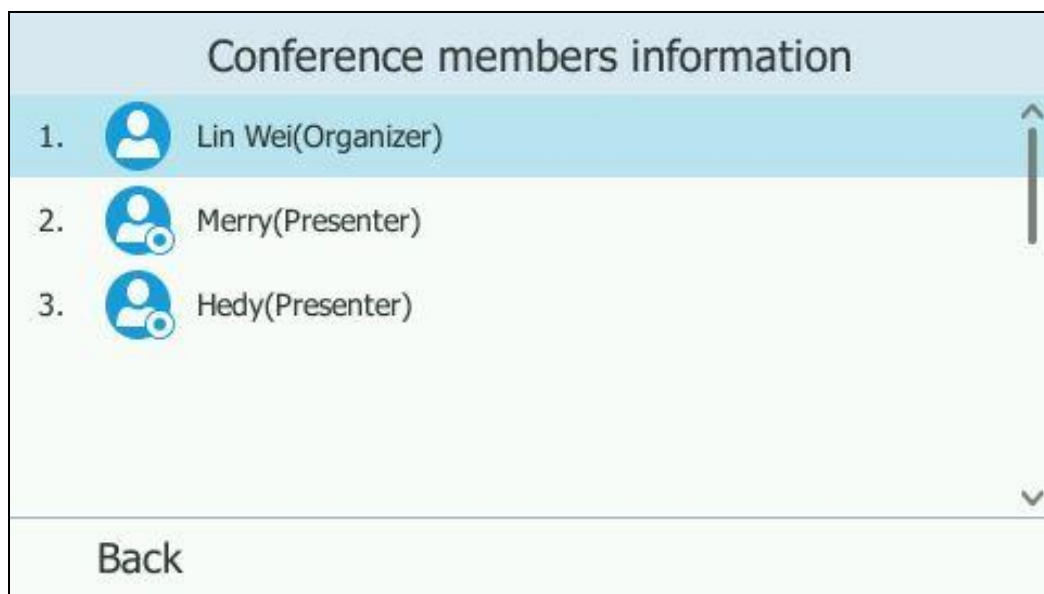 Conference members information
1. Lin Wei(Organizer)
2. Merry(Presenter)
3. Hedy(Presenter)
Back